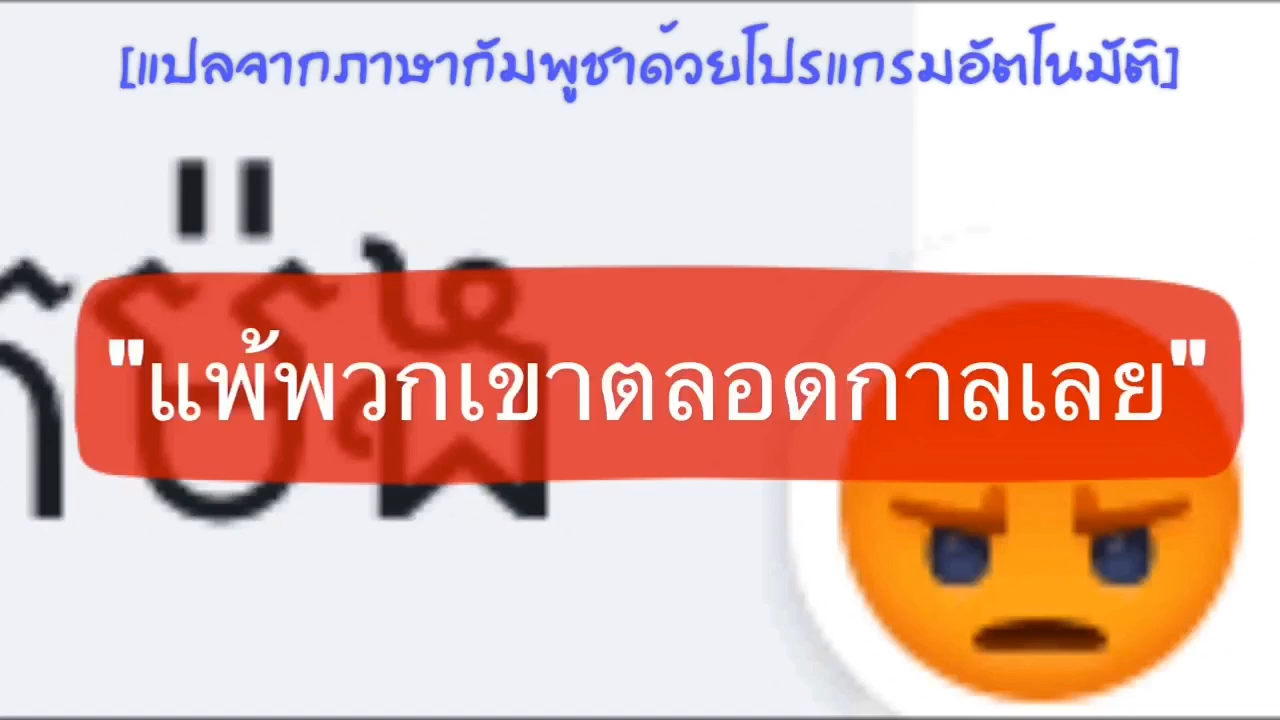 [แปลจากภาษากัมพูชาด้วยโปรแกรมอัตโนมัติ]
"แพ้พวกเขาตลอดกาลเลย"